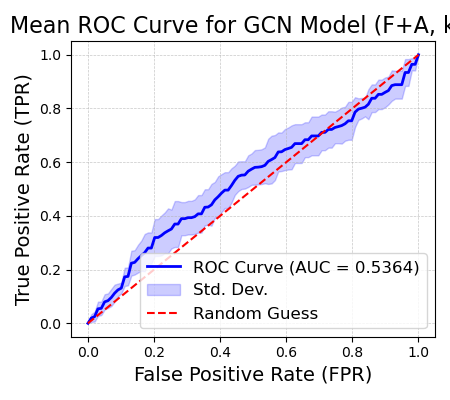 Mean ROC Curve for GCN Model (F+A, k
True Positive Rate (TPR)
1.0
0.8
0.6
0.4
0.2
0.0
ROC Curve (AUC = 0.5364)
Std. Dev.
Random Guess
0.0 0.2 0.4 0.6 0.8 1.0
False Positive Rate (FPR)